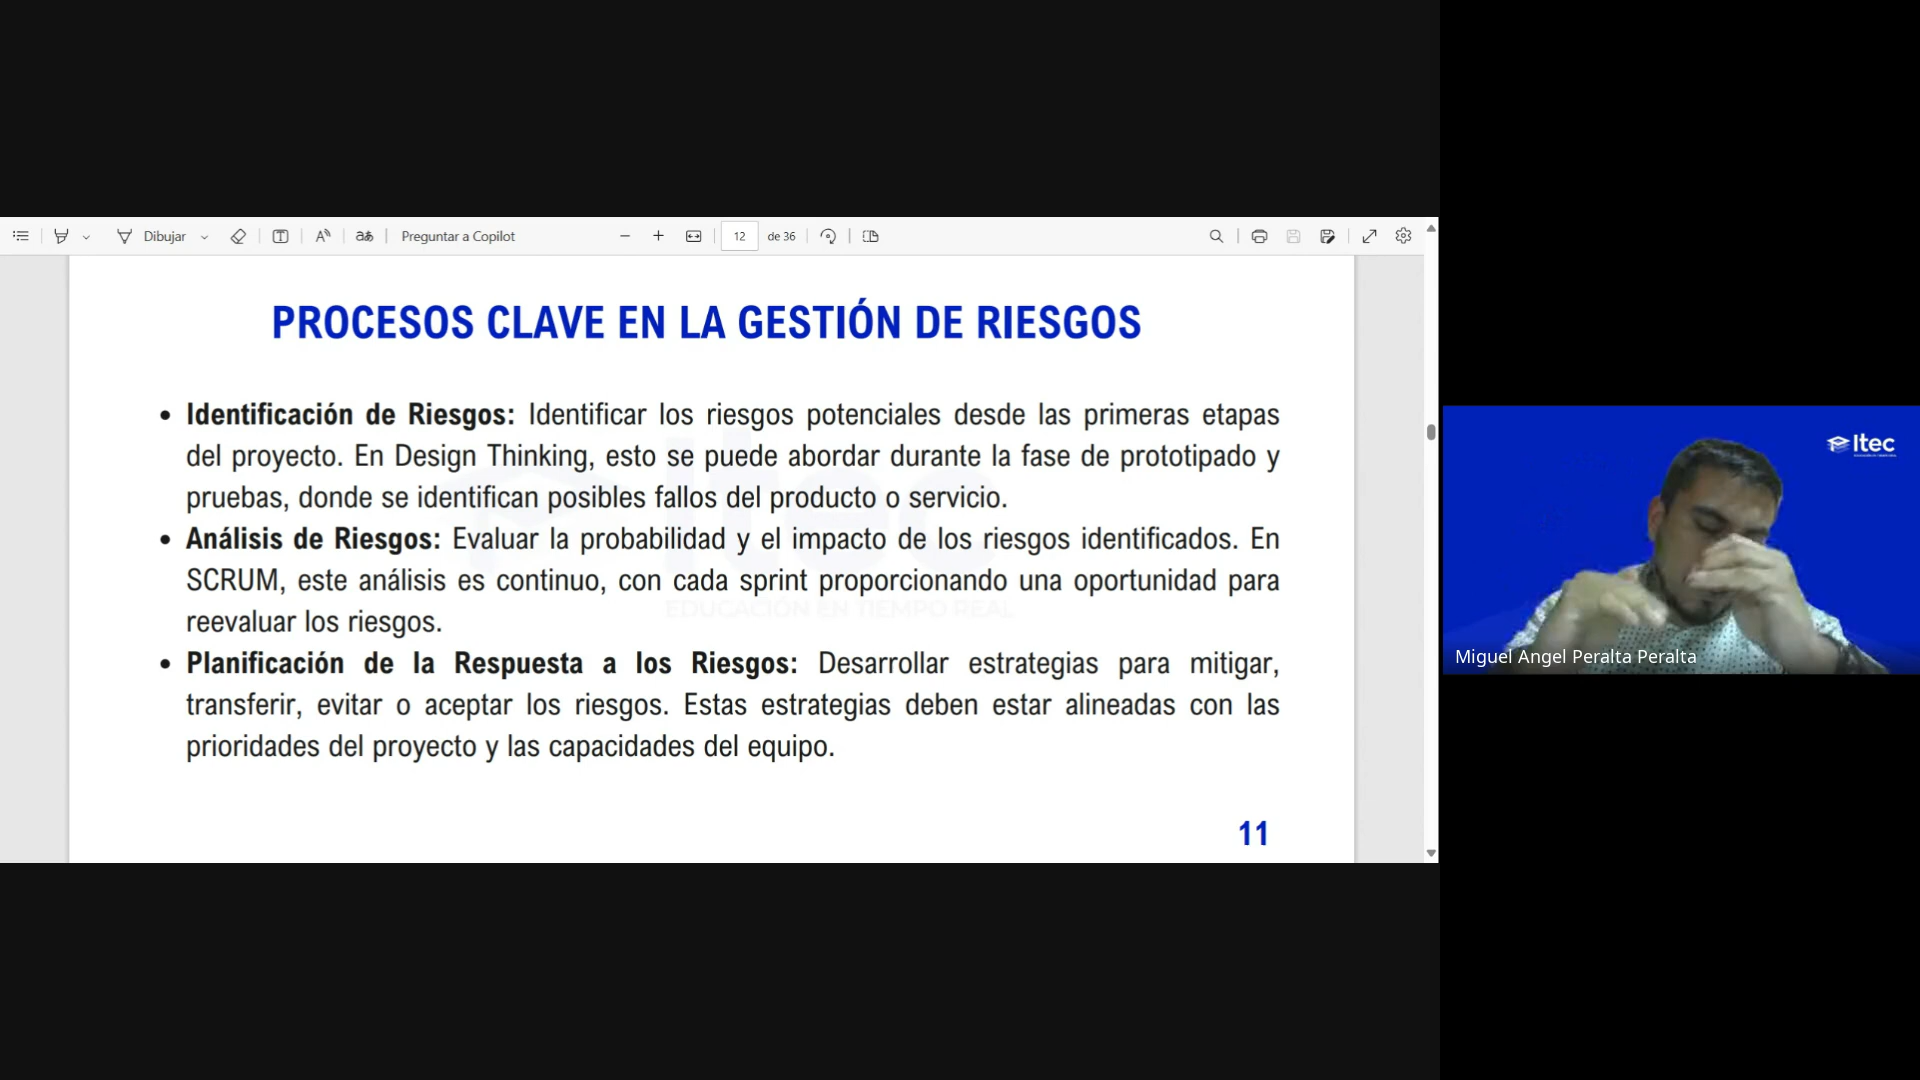 Dibujar
Preguntar a Copilot
12 de 36
PROCESOS CLAVE EN LA GESTIÓN DE RIESGOS
• Identificación de Riesgos: Identificar los riesgos potenciales desde las primeras etapas
del proyecto. En Design Thinking, esto se puede abordar durante la fase de prototipado y
pruebas, donde se identifican posibles fallos del producto o servicio.
• Análisis de Riesgos: Evaluar la probabilidad y el impacto de los riesgos identificados. En
SCRUM, este análisis es continuo, con cada sprint proporcionando una oportunidad para
reevaluar los riesgos.
• Planificación de la Respuesta a los Riesgos: Desarrollar estrategias para mitigar,
transferir, evitar o aceptar los riesgos. Estas estrategias deben estar alineadas con las
prioridades del proyecto y las capacidades del equipo.
Itec
EDUCACIÓN EN TIEMPO REAL
11
Itec
Miguel Angel Peralta Peralta